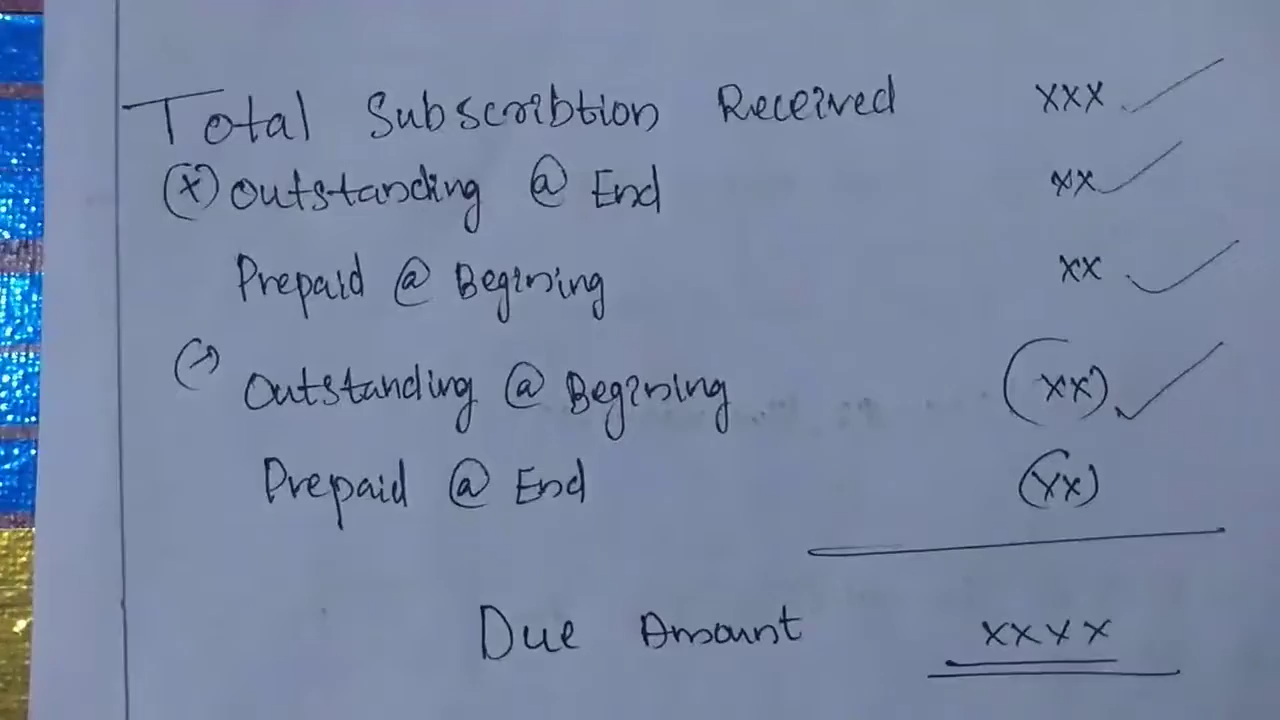 Total Subscribtion Received xxx
(+) Outstanding @ End xx
Prepaid @ Begining xx
(-) Outstanding @ Begining (xx)
Prepaid @ End (xx)
Due Amount xxxx